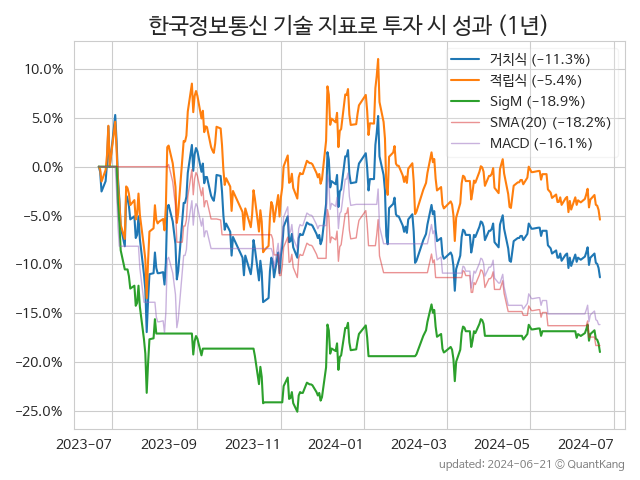 한국정보통신 기술 지표로 투자 시 성과 (1년)
거치식 (−11.3%)
적립식 (−5.4%)
SigM (−18.9%)
SMA(20) (−18.2%)
MACD (−16.1%)
10.0%
5.0%
0.0%
−5.0%
−10.0%
−15.0%
−20.0%
−25.0%
2023-07 2023-09 2023-11 2024-01 2024-03 2024-05 2024-07
updated: 2024-06-21 © QuantKang